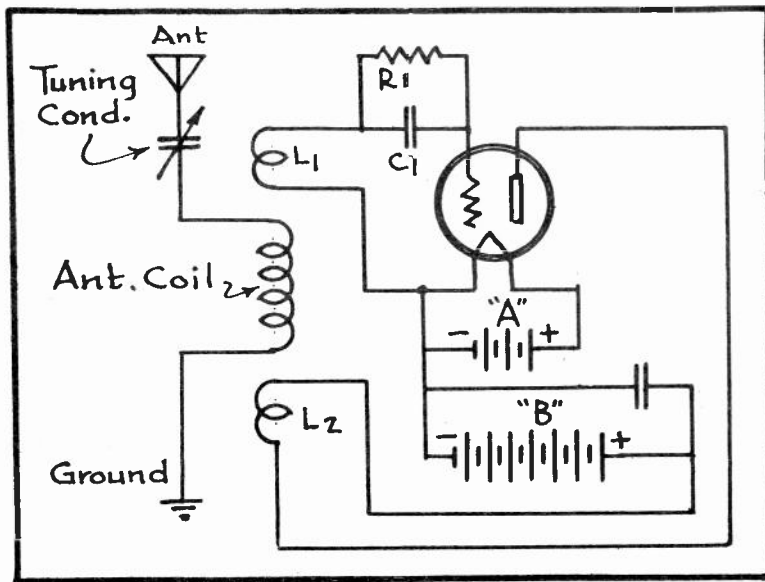 Ant
Tuning
Cond.
R1
C1
L1
Ant. Coil
"A"
- +
"B"
- +
L2
Ground